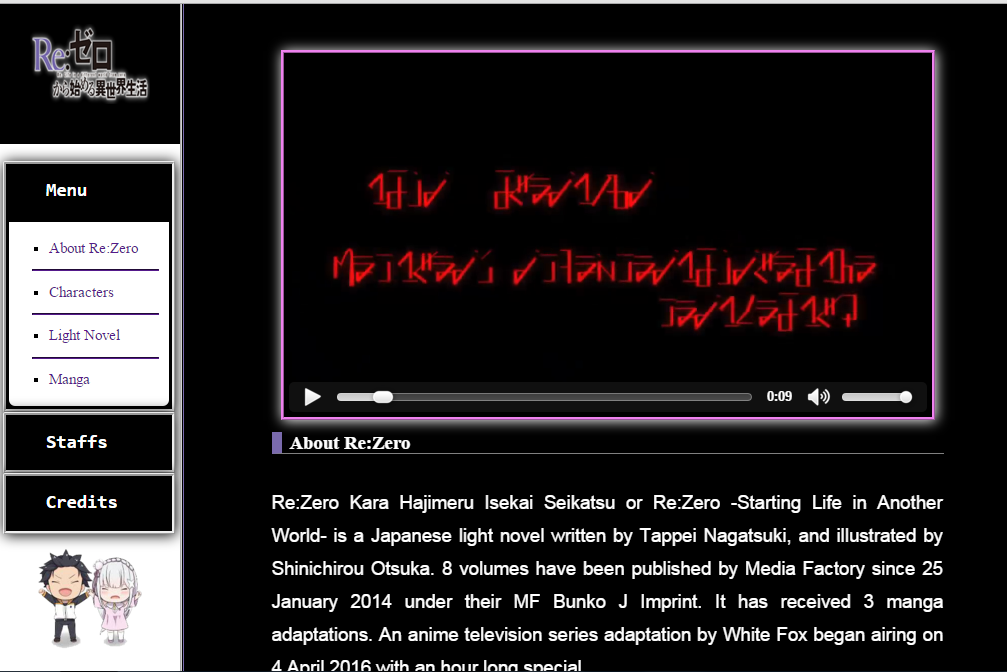 Re:ゼロ
から始める異世界生活
Menu
About Re:Zero
Characters
Light Novel
Manga
Staffs
Credits
0:09
About Re:Zero
Re:Zero Kara Hajimeru Isekai Seikatsu or Re:Zero -Starting Life in Another
World- is a Japanese light novel written by Tappei Nagatsuki, and illustrated by
Shinichirou Otsuka. 8 volumes have been published by Media Factory since 25
January 2014 under their MF Bunko J Imprint. It has received 3 manga
adaptations. An anime television series adaptation by White Fox began airing on
4 April 2016 with an hour long special